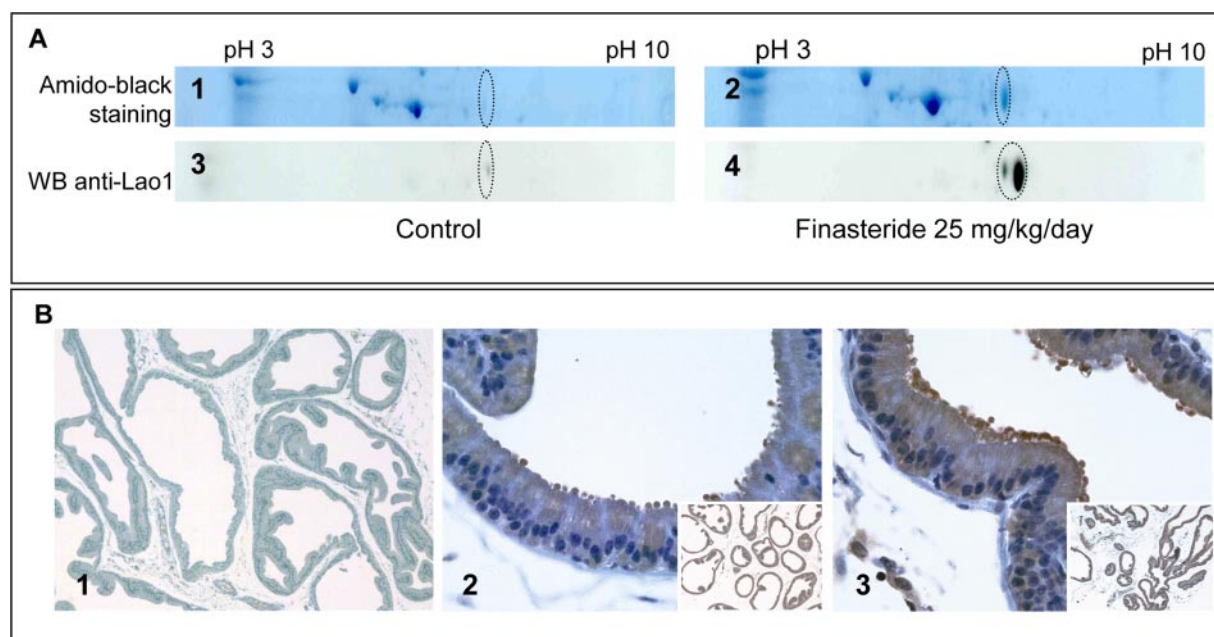 A
pH 3
pH 10
pH 3
pH 10
Amido-black
staining
1
2
WB anti-Lao1
3
4
Control
Finasteride 25 mg/kg/day
B
1
2
3